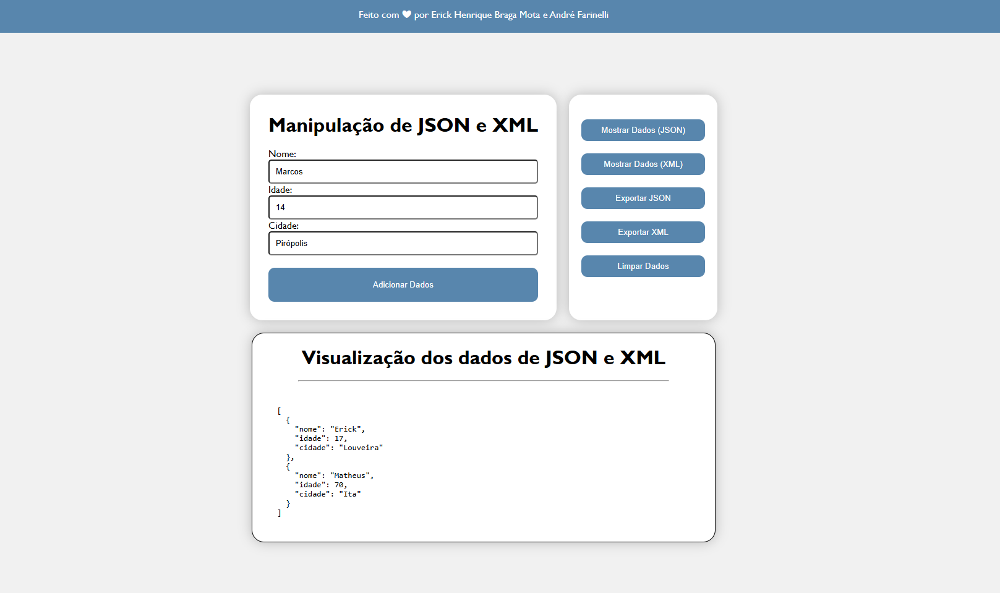 Feito com ♥ por Erick Henrique Braga Mota e André Farinelli
Manipulação de JSON e XML
Nome:
Marcos
Idade:
14
Cidade:
Pirópolis
Adicionar Dados
Mostrar Dados (JSON)
Mostrar Dados (XML)
Exportar JSON
Exportar XML
Limpar Dados
Visualização dos dados de JSON e XML
[
  {
    "nome": "Erick",
    "idade": 17,
    "cidade": "Louveira"
  },
  {
    "nome": "Matheus",
    "idade": 70,
    "cidade": "Ita"
  }
]